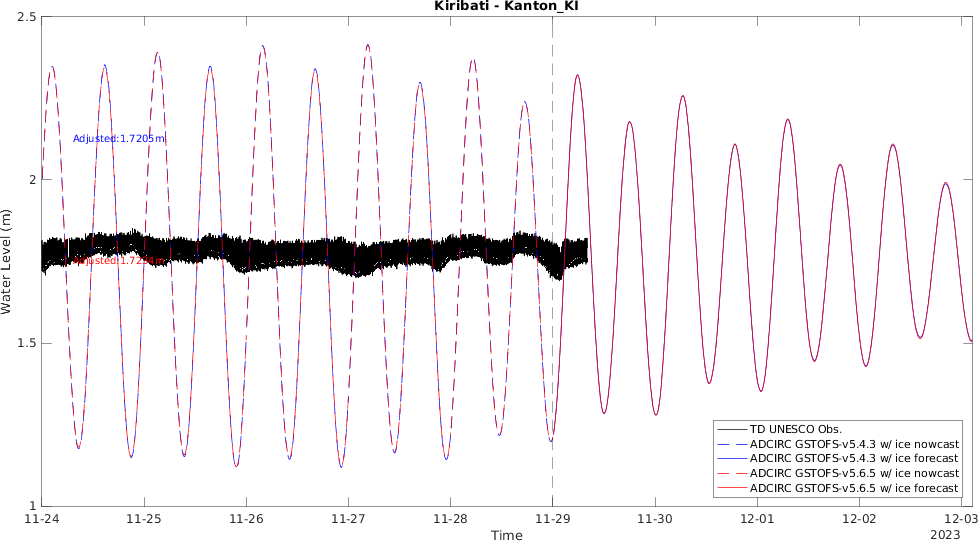 Kiribati - Kanton_KI
2.5
Adjusted:1.7205m
2
Water Level (m)
1.5
TD UNESCO Obs.
ADCIRC GSTOFS-v5.4.3 w/ ice nowcast
ADCIRC GSTOFS-v5.4.3 w/ ice forecast
ADCIRC GSTOFS-v5.6.5 w/ ice nowcast
ADCIRC GSTOFS-v5.6.5 w/ ice forecast
1
11-24 11-25 11-26 11-27 11-28 11-29 11-30 12-01 12-02 12-03
Time
2023